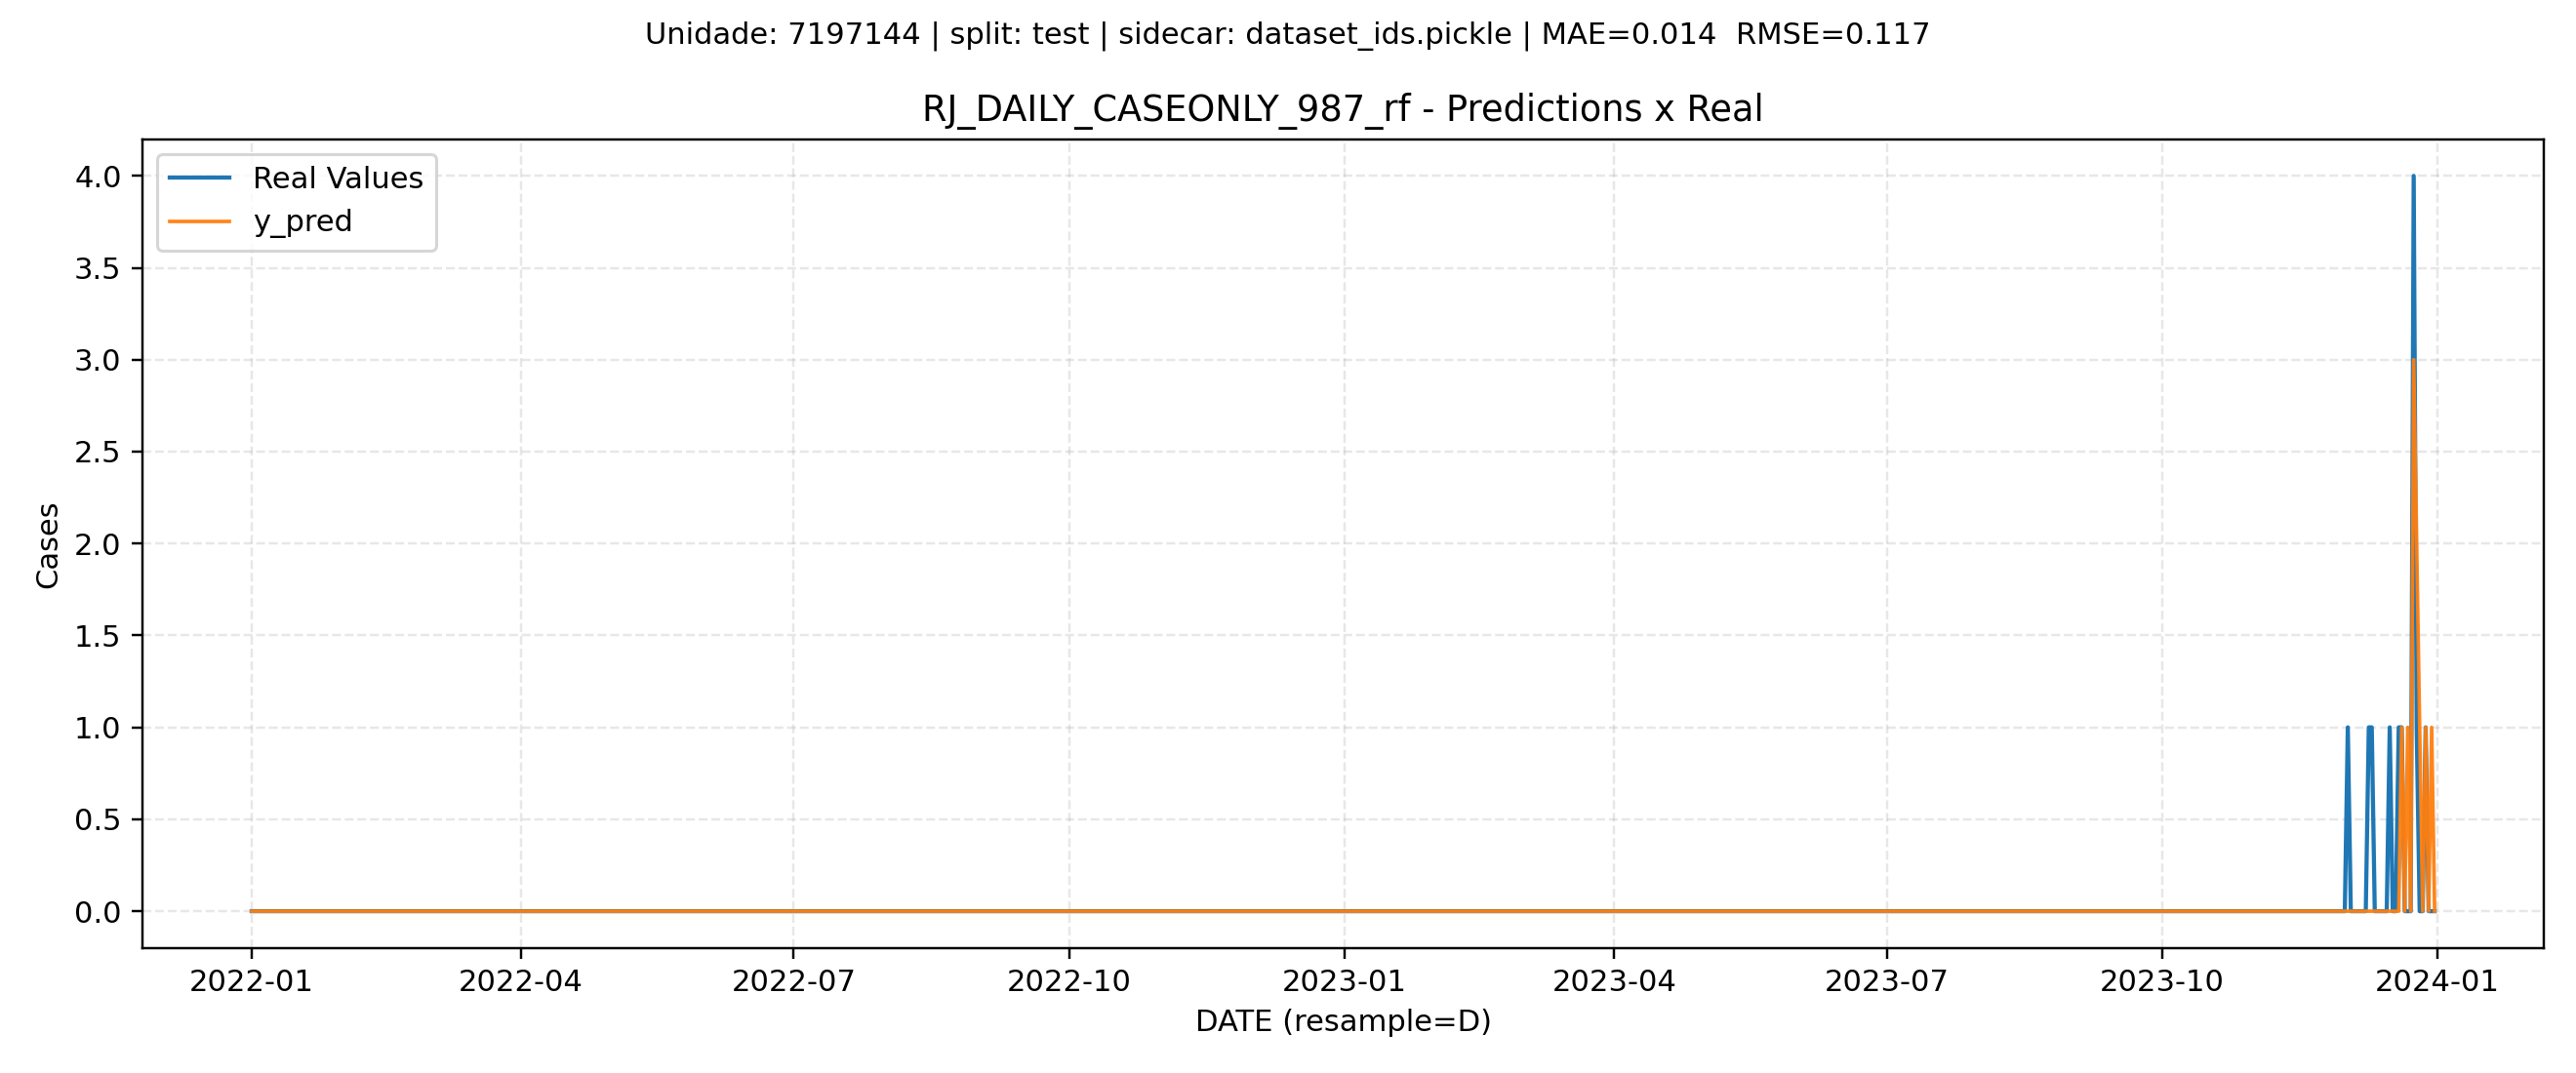 Unidade: 7197144 | split: test | sidecar: dataset_ids.pickle | MAE=0.014  RMSE=0.117
RJ_DAILY_CASEONLY_987_rf - Predictions x Real
Real Values
y_pred
4.0
3.5
3.0
2.5
2.0
1.5
1.0
0.5
0.0
Cases
2022-01 2022-04 2022-07 2022-10 2023-01 2023-04 2023-07 2023-10 2024-01
DATE (resample=D)